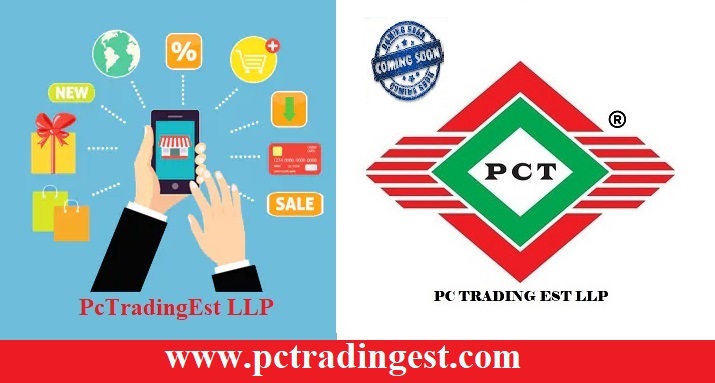 %
NEW
SALE
PcTradingEst LLP
COMING SOON
PCT
®
PC TRADING EST LLP
www.pctradingest.com